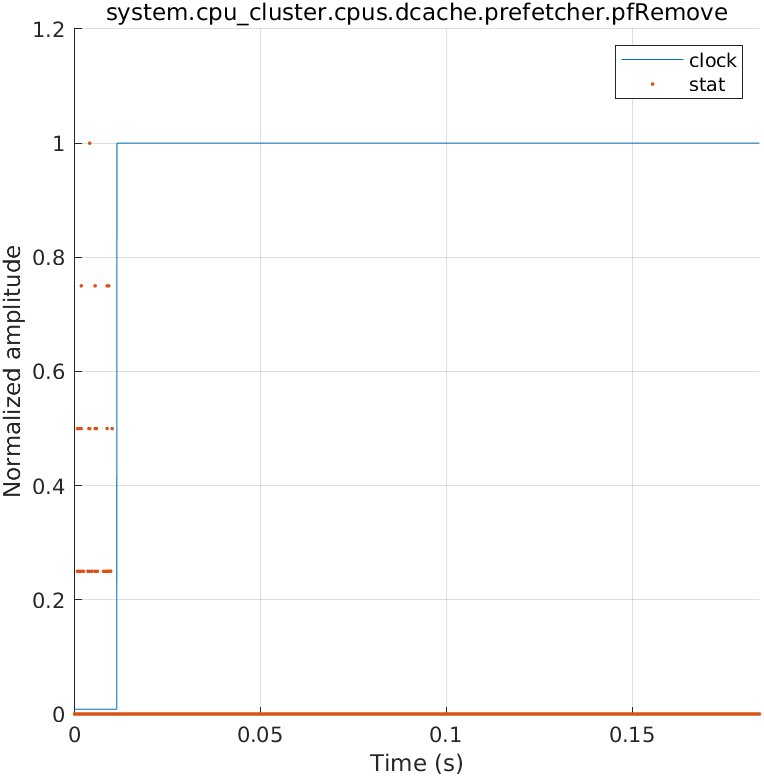 system.cpu_cluster.cpus.dcache.prefetcher.pfRemove
clock
stat
Normalized amplitude
1.2
1
0.8
0.6
0.4
0.2
0
0
0.05
0.1
0.15
Time (s)